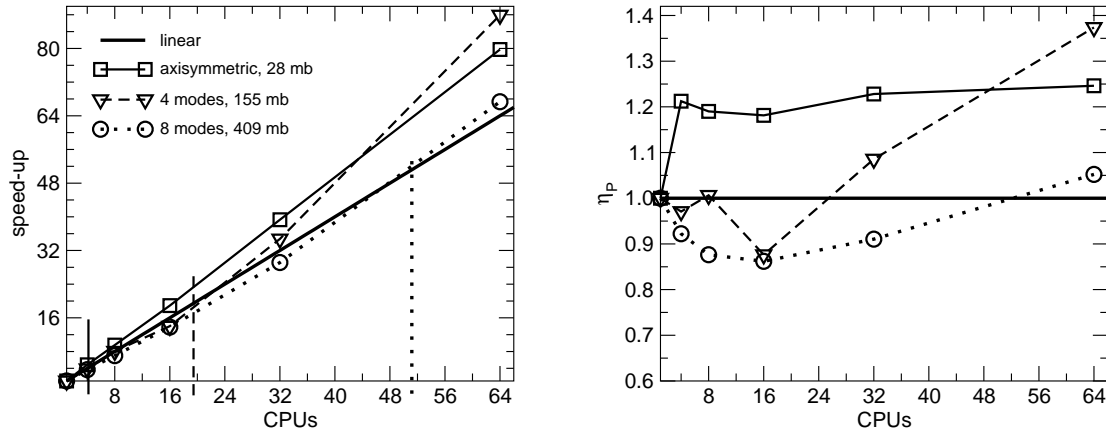 80
64
48
32
16
speed-up
linear
axisymmetric, 28 mb
4 modes, 155 mb
8 modes, 409 mb
8 16 24 32 40 48 56 64
CPUs
1.4
1.3
1.2
1.1
1.0
0.9
0.8
0.7
0.6
ηP
8 16 24 32 40 48 56 64
CPUs